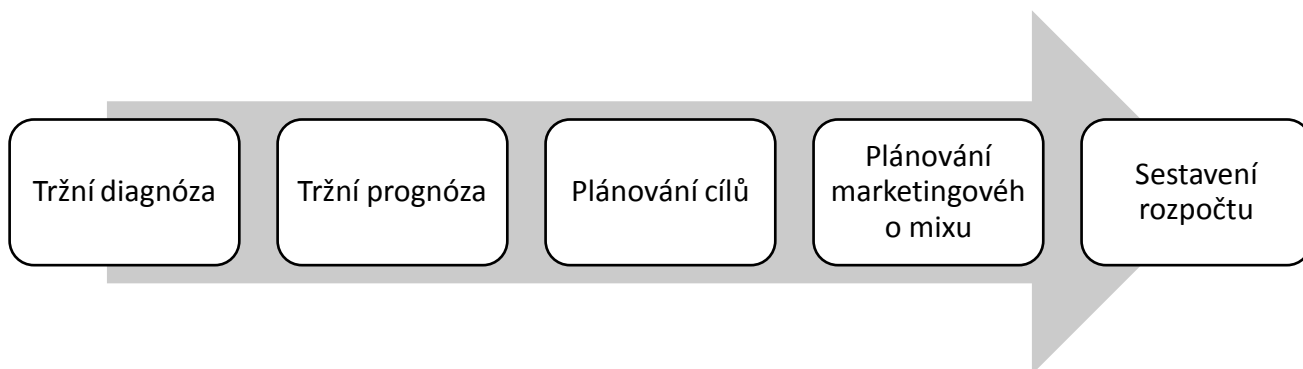 Tržní diagnóza
Tržní prognóza
Plánování cílů
Plánování
marketingovéh
o mixu
Sestavení
rozpočtu